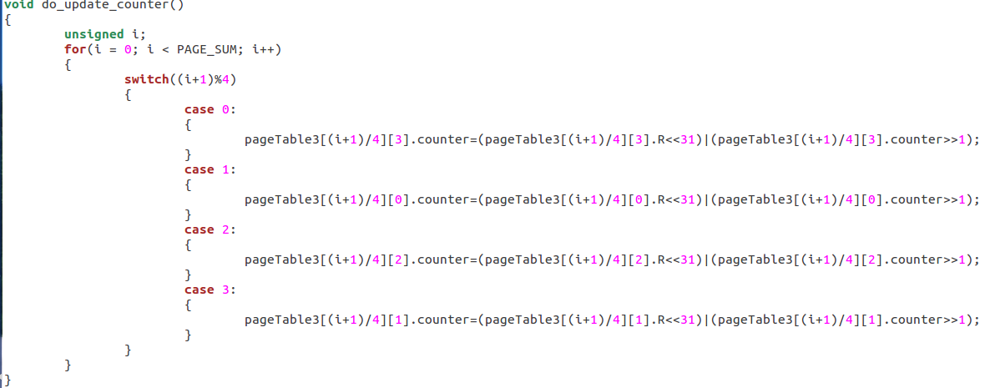 void do_update_counter()
{
unsigned i;
for(i = 0; i < PAGE_SUM; i++)
{
switch((i+1)%4)
{
case 0:
{
pageTable3[(i+1)/4][3].counter=(pageTable3[(i+1)/4][3].R<<31)|(pageTable3[(i+1)/4][3].counter>>1);
}
case 1:
{
pageTable3[(i+1)/4][0].counter=(pageTable3[(i+1)/4][0].R<<31)|(pageTable3[(i+1)/4][0].counter>>1);
}
case 2:
{
pageTable3[(i+1)/4][2].counter=(pageTable3[(i+1)/4][2].R<<31)|(pageTable3[(i+1)/4][2].counter>>1);
}
case 3:
{
pageTable3[(i+1)/4][1].counter=(pageTable3[(i+1)/4][1].R<<31)|(pageTable3[(i+1)/4][1].counter>>1);
}
}
}
}